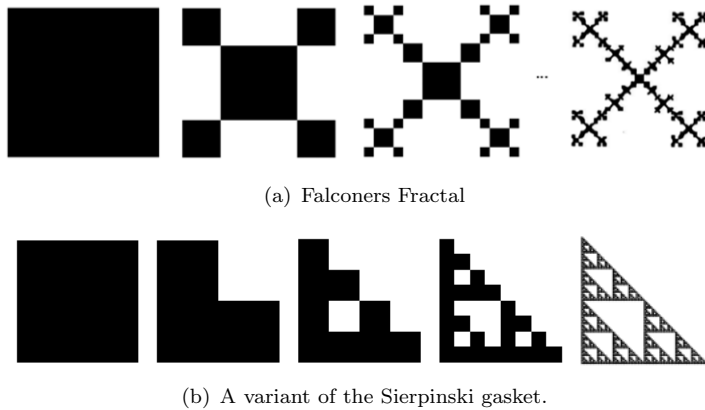 ...
(a) Falconers Fractal
(b) A variant of the Sierpinski gasket.